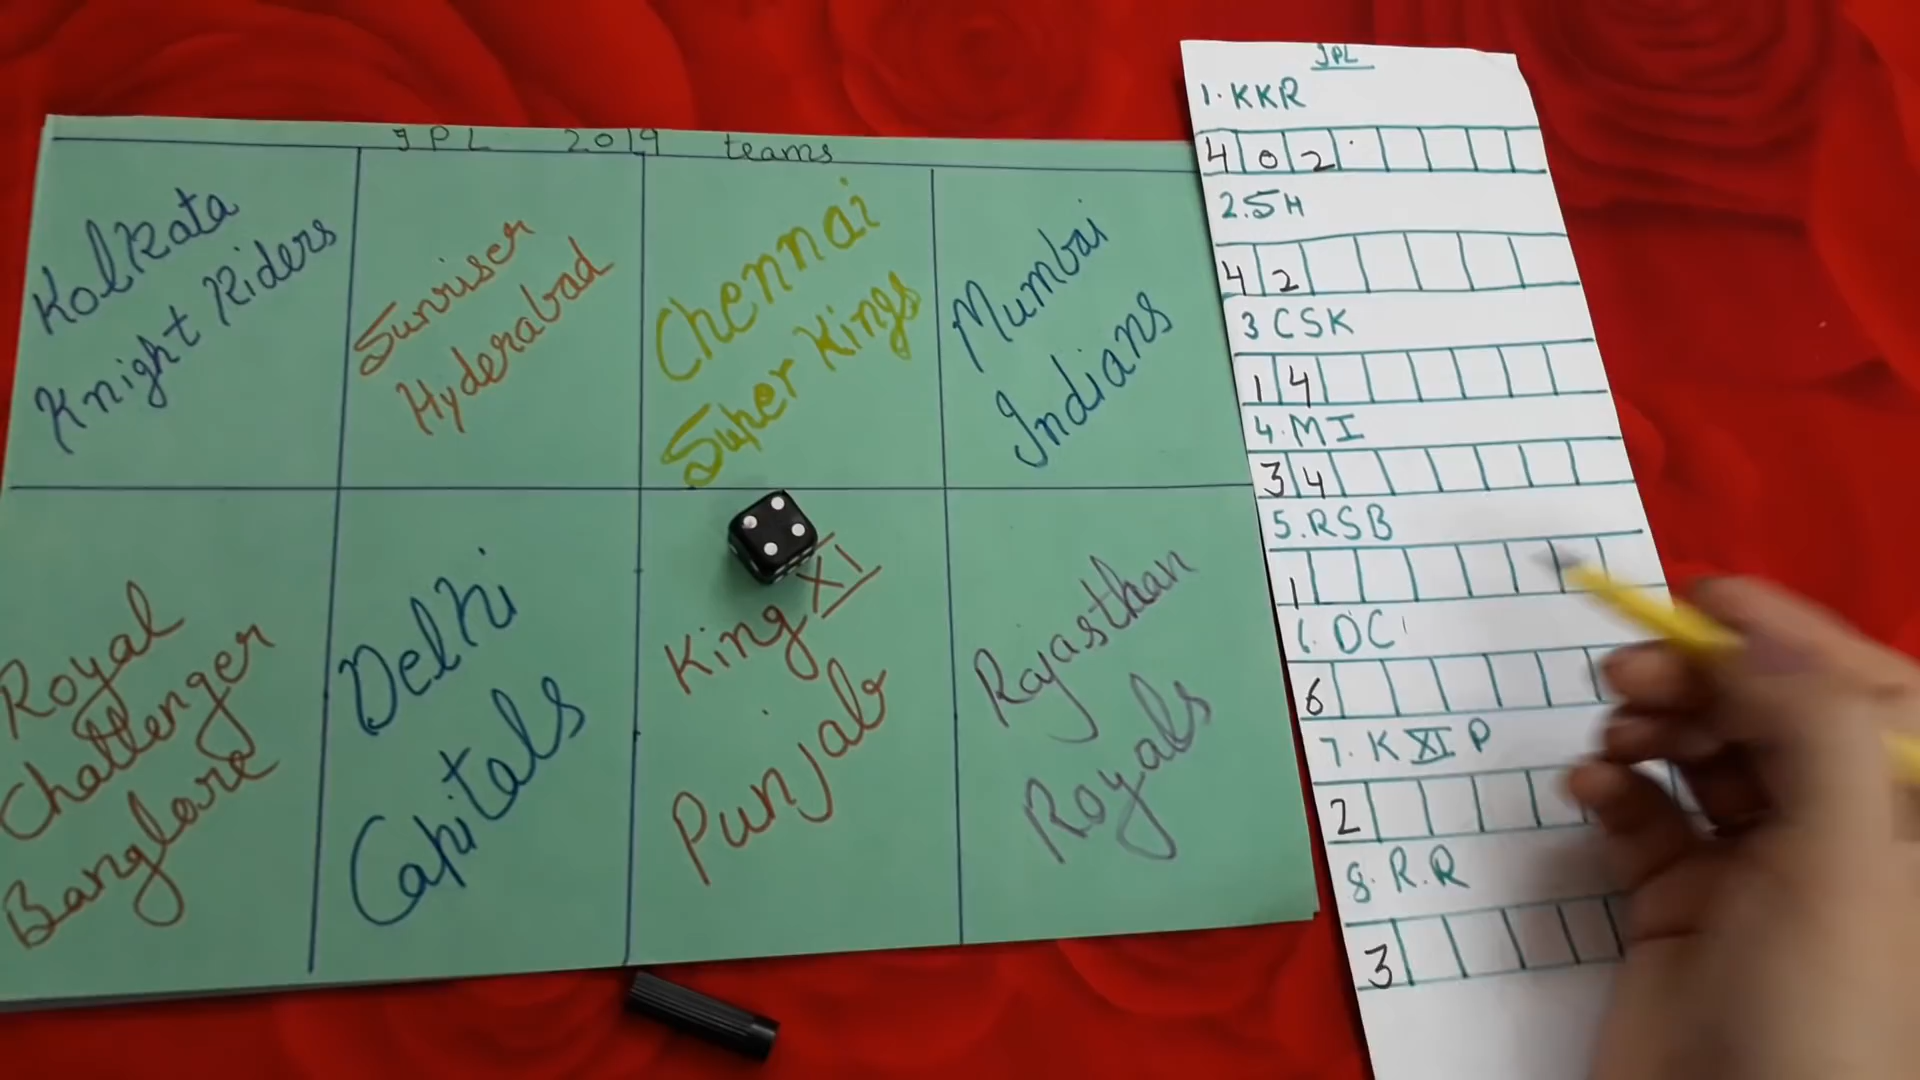 IPL 2019 teams
Kolkata
Knight Riders
Sunriser
Hyderabad
Chennai
Super Kings
Mumbai
Indians
Royal
Challenger
Banglore
Delhi
Capitals
King XI
Punjab
Rajasthan
Royals
IPL
1. KKR
4 0 2
2. SH
4 2
3 CSK
1 4
4. MI
3 4
5. RSB
1
6. DC
6
7. K XI P
2
8. R.R
3